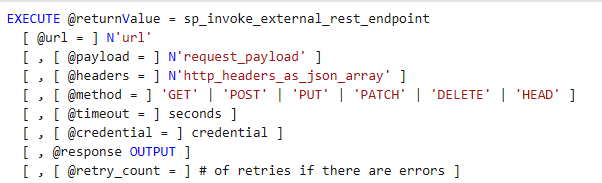 EXECUTE @returnValue = sp_invoke_external_rest_endpoint
[ @url = ] N'url'
[ , [ @payload = ] N'request_payload' ]
[ , [ @headers = ] N'http_headers_as_json_array' ]
[ , [ @method = ] 'GET' | 'POST' | 'PUT' | 'PATCH' | 'DELETE' | 'HEAD' ]
[ , [ @timeout = ] seconds ]
[ , [ @credential = ] credential ]
[ , @response OUTPUT ]
[ , [ @retry_count = ] # of retries if there are errors ]